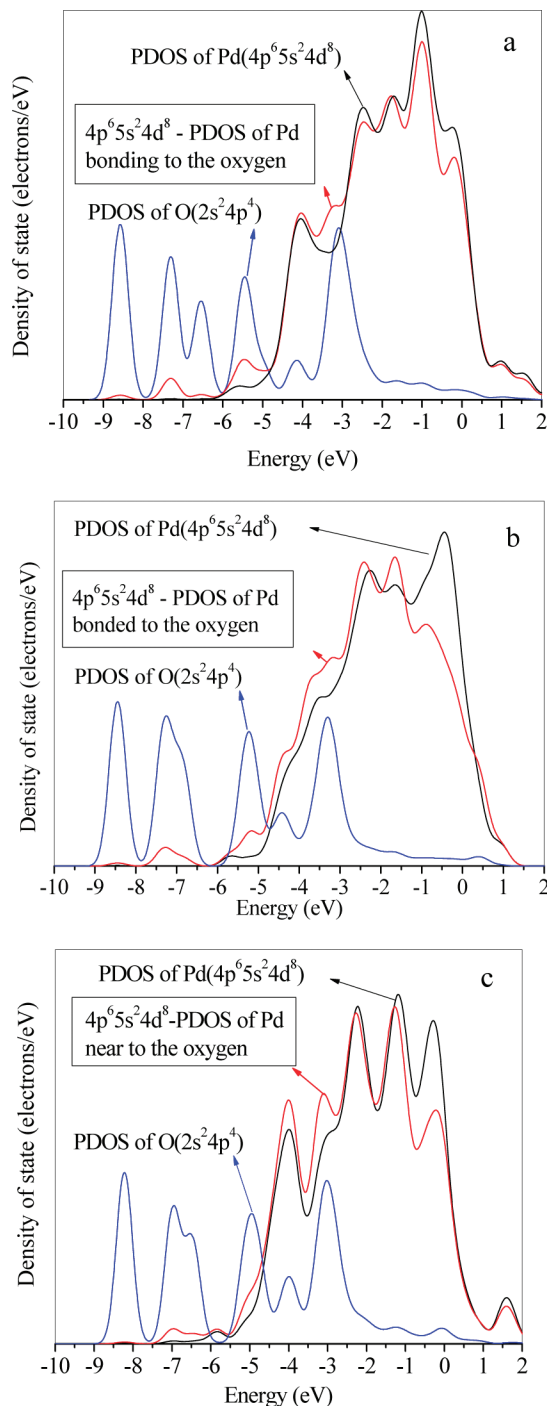 a
PDOS of Pd(4p⁶5s²4d⁸)
4p⁶5s²4d⁸ - PDOS of Pd
bonding to the oxygen
PDOS of O(2s²4p⁴)
Density of state (electrons/eV)
-10 -9 -8 -7 -6 -5 -4 -3 -2 -1 0 1 2
Energy (eV)
b
PDOS of Pd(4p⁶5s²4d⁸)
4p⁶5s²4d⁸ - PDOS of Pd
bonded to the oxygen
PDOS of O(2s²4p⁴)
Density of state (electrons/eV)
-10 -9 -8 -7 -6 -5 -4 -3 -2 -1 0 1 2
Energy (eV)
c
PDOS of Pd(4p⁶5s²4d⁸)
4p⁶5s²4d⁸-PDOS of Pd
near to the oxygen
PDOS of O(2s²4p⁴)
Density of state (electrons/eV)
-10 -9 -8 -7 -6 -5 -4 -3 -2 -1 0 1 2
Energy (eV)